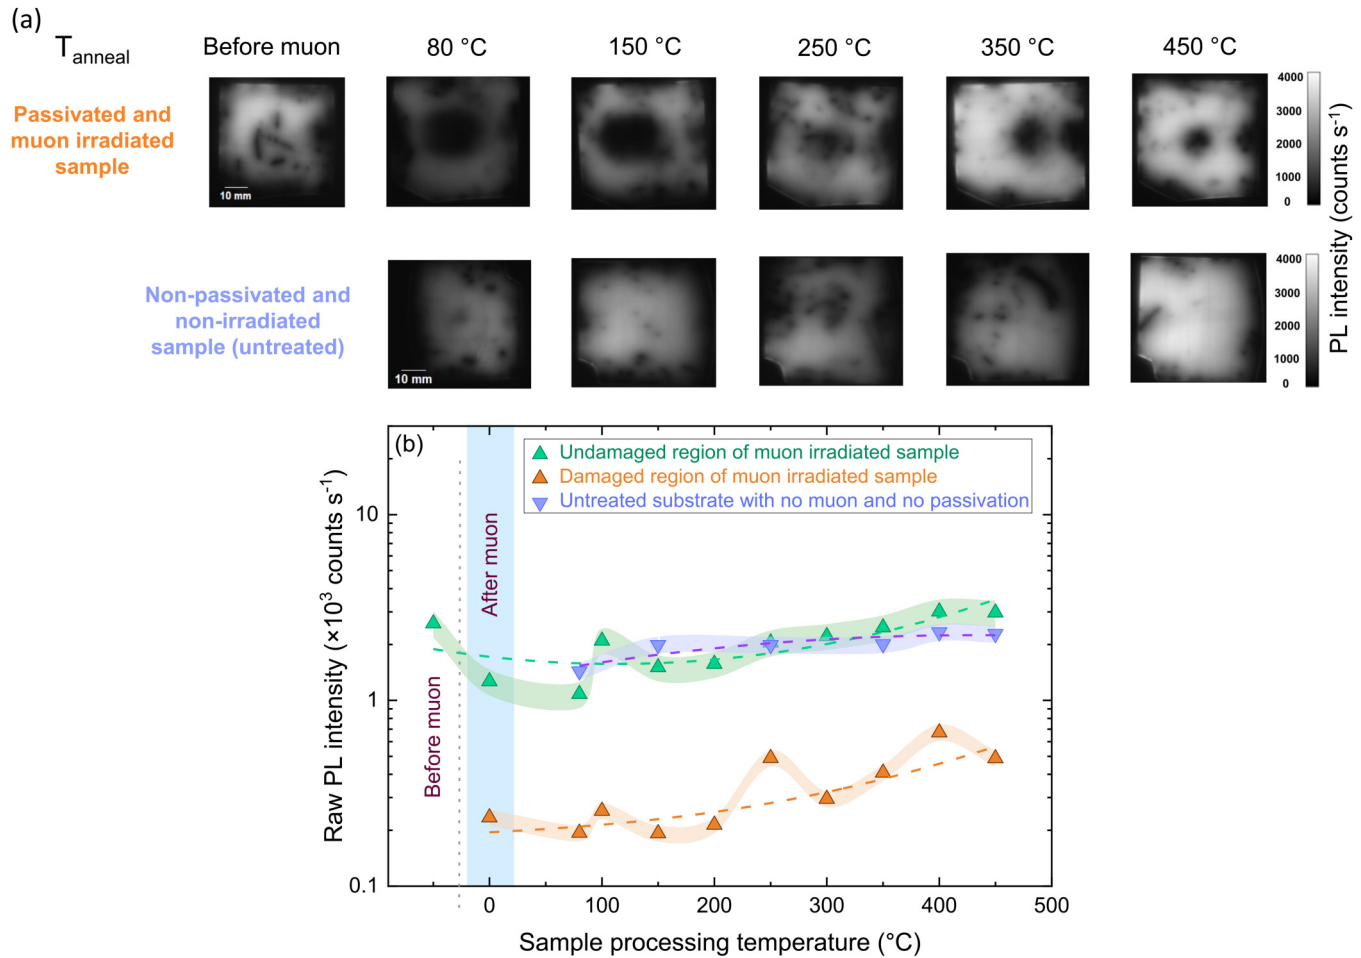 (a)
T_anneal Before muon 80 °C 150 °C 250 °C 350 °C 450 °C
Passivated and
muon irradiated
sample
10 mm
4000
3000
2000
1000
0
Non-passivated and
non-irradiated
sample (untreated)
10 mm
4000
3000
2000
1000
0
PL intensity (counts s⁻¹)
(b)
Undamaged region of muon irradiated sample
Damaged region of muon irradiated sample
Untreated substrate with no muon and no passivation
Before muon
After muon
Raw PL intensity (×10³ counts s⁻¹)
10
1
0.1
0 100 200 300 400 500
Sample processing temperature (°C)